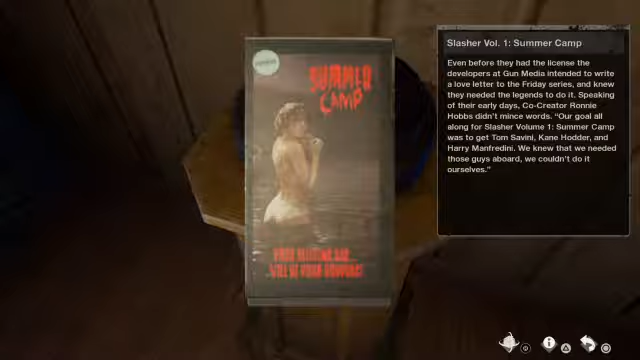 SUMMER
CAMP
Slasher Vol. 1: Summer Camp
Even before they had the license the
developers at Gun Media intended to write
a love letter to the Friday series, and knew
they needed the legends to do it. Speaking
of their early days, Co-Creator Ronnie
Hobbs didn't mince words. “Our goal all
along for Slasher Volume 1: Summer Camp
was to get Tom Savini, Kane Hodder, and
Harry Manfredini. We knew that we needed
those guys aboard, we couldn’t do it
ourselves.”